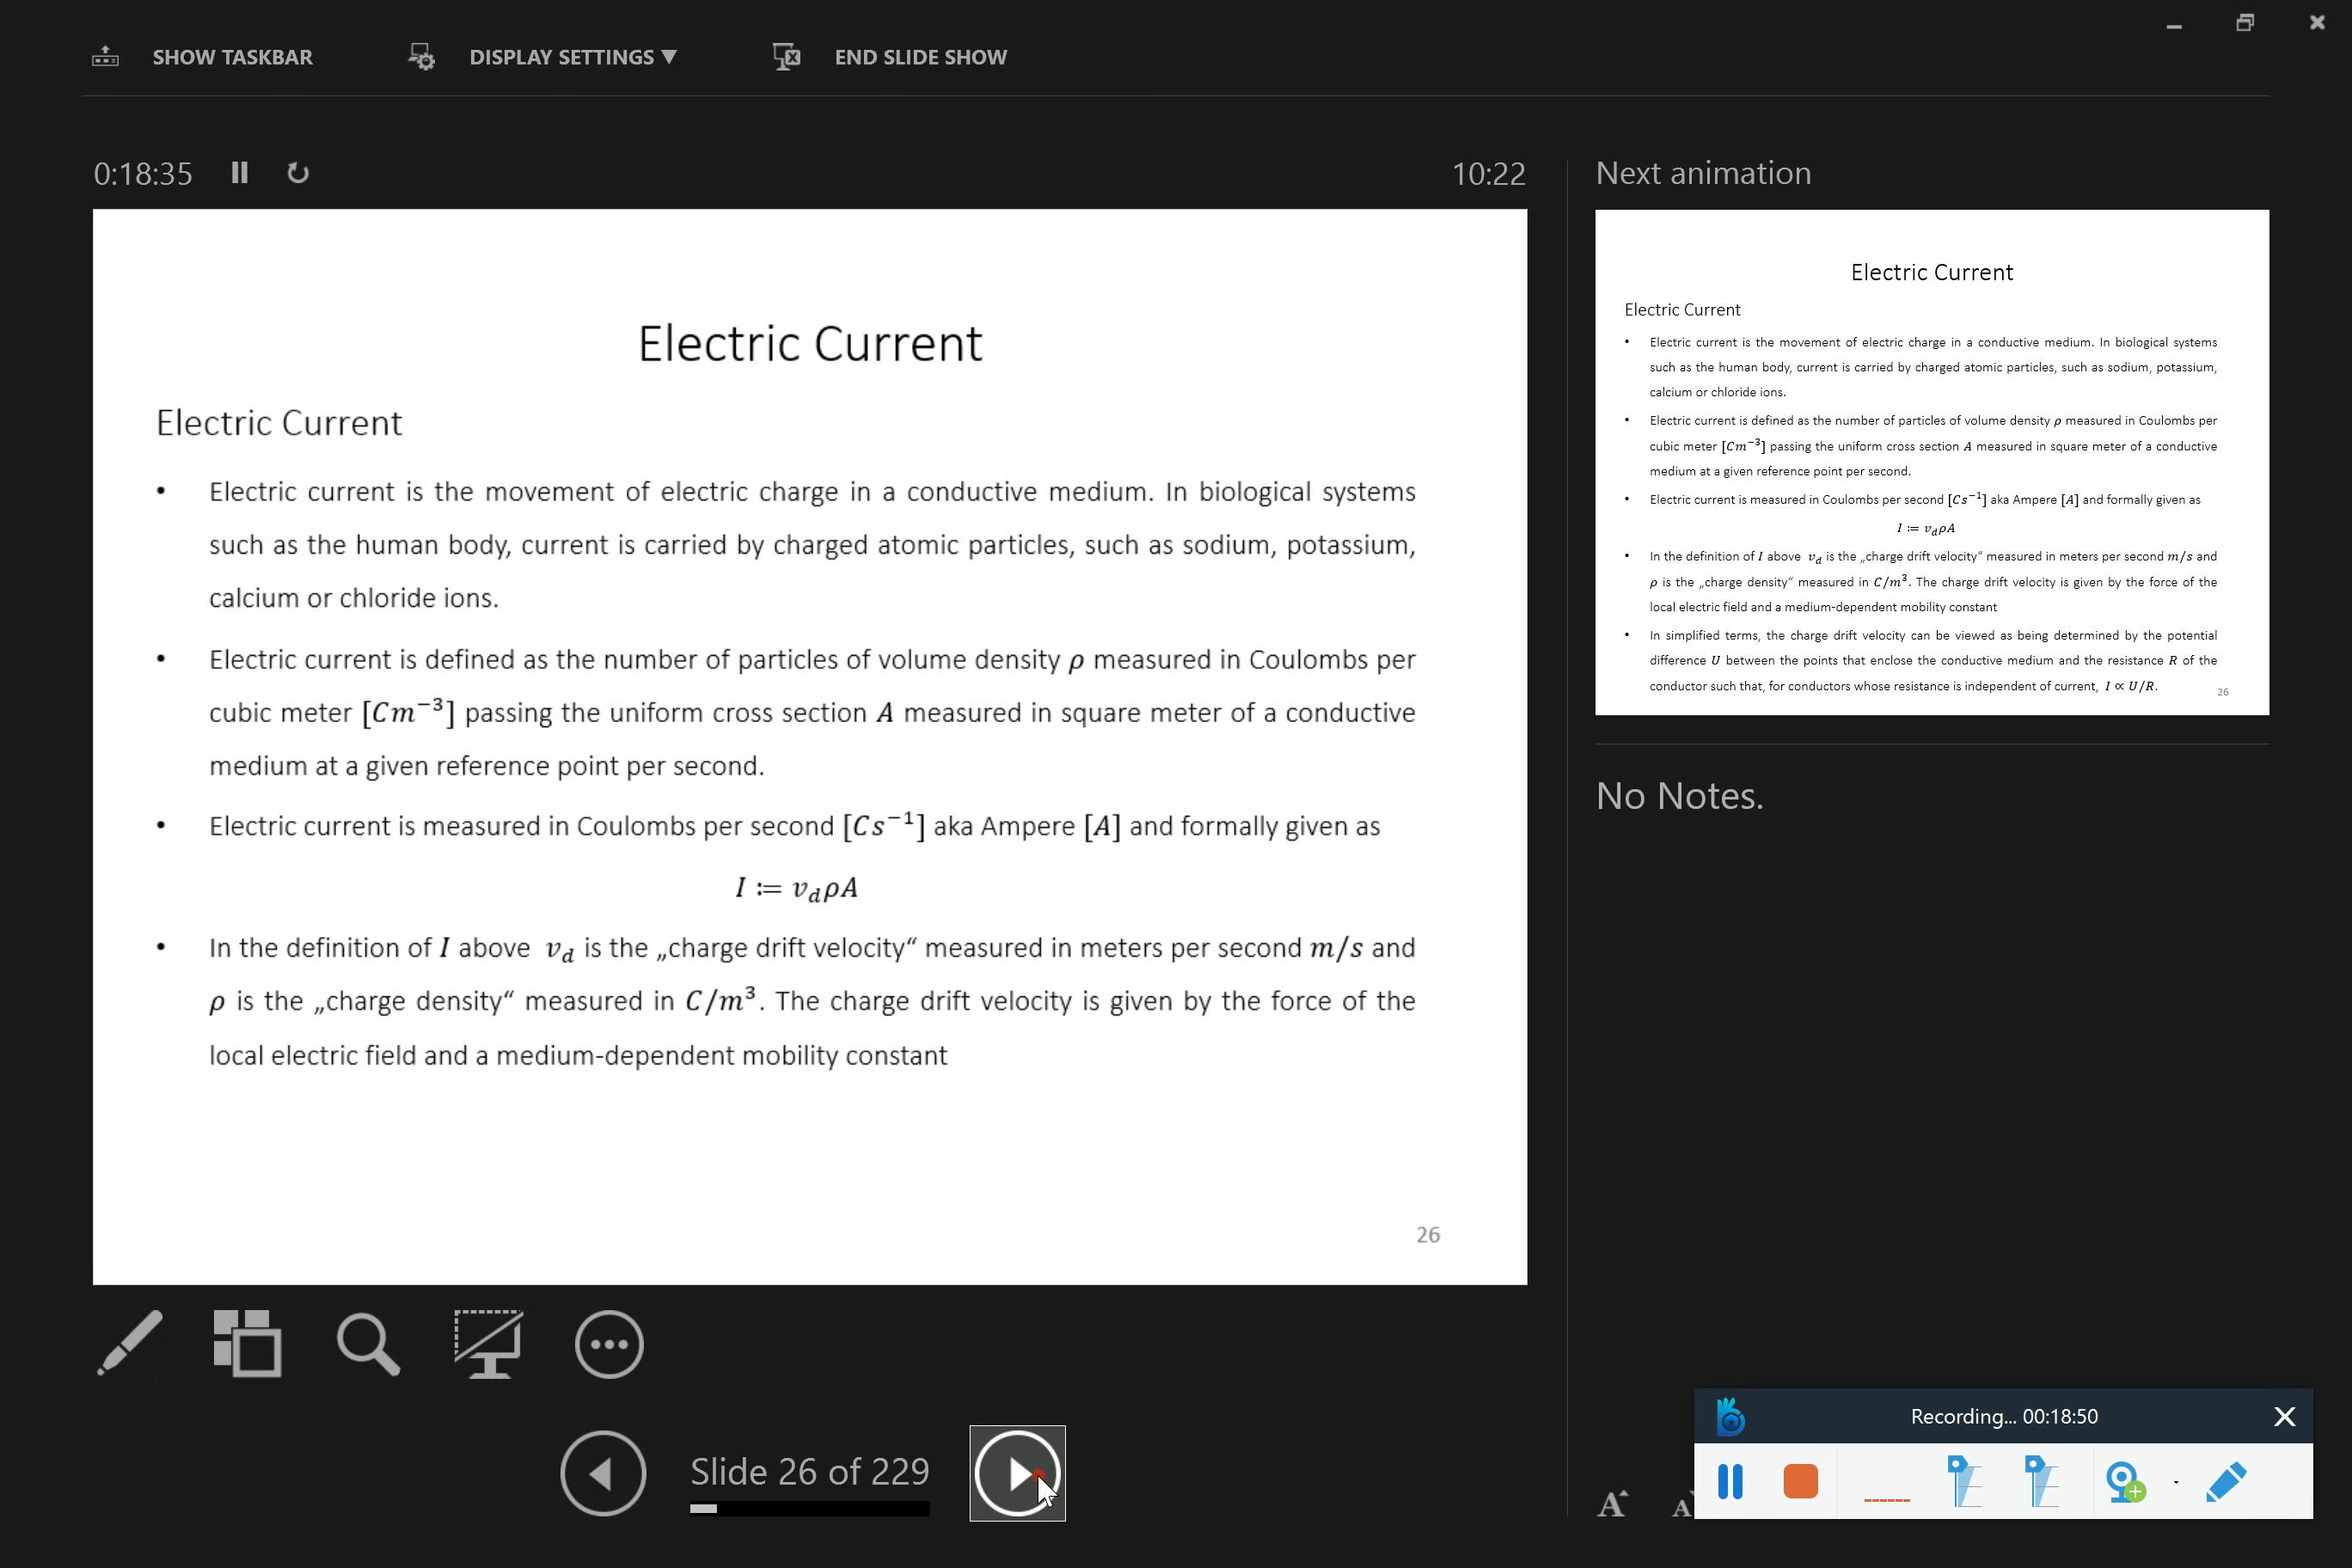 SHOW TASKBAR
DISPLAY SETTINGS ▼
END SLIDE SHOW
0:18:35
10:22
Electric Current
Electric Current
• Electric current is the movement of electric charge in a conductive medium. In biological systems
such as the human body, current is carried by charged atomic particles, such as sodium, potassium,
calcium or chloride ions.
• Electric current is defined as the number of particles of volume density ρ measured in Coulombs per
cubic meter [Cm⁻³] passing the uniform cross section A measured in square meter of a conductive
medium at a given reference point per second.
• Electric current is measured in Coulombs per second [Cs⁻¹] aka Ampere [A] and formally given as
I := v_d ρA
• In the definition of I above v_d is the „charge drift velocity“ measured in meters per second m/s and
ρ is the „charge density“ measured in C/m³. The charge drift velocity is given by the force of the
local electric field and a medium-dependent mobility constant
26
Next animation
Electric Current
Electric Current
• Electric current is the movement of electric charge in a conductive medium. In biological systems
such as the human body, current is carried by charged atomic particles, such as sodium, potassium,
calcium or chloride ions.
• Electric current is defined as the number of particles of volume density ρ measured in Coulombs per
cubic meter [Cm⁻³] passing the uniform cross section A measured in square meter of a conductive
medium at a given reference point per second.
• Electric current is measured in Coulombs per second [Cs⁻¹] aka Ampere [A] and formally given as
I := v_d ρA
• In the definition of I above v_d is the „charge drift velocity“ measured in meters per second m/s and
ρ is the „charge density“ measured in C/m³. The charge drift velocity is given by the force of the
local electric field and a medium-dependent mobility constant
• In simplified terms, the charge drift velocity can be viewed as being determined by the potential
difference U between the points that enclose the conductive medium and the resistance R of the
conductor such that, for conductors whose resistance is independent of current, I ∝ U/R.
26
No Notes.
Slide 26 of 229
A A
Recording... 00:18:50